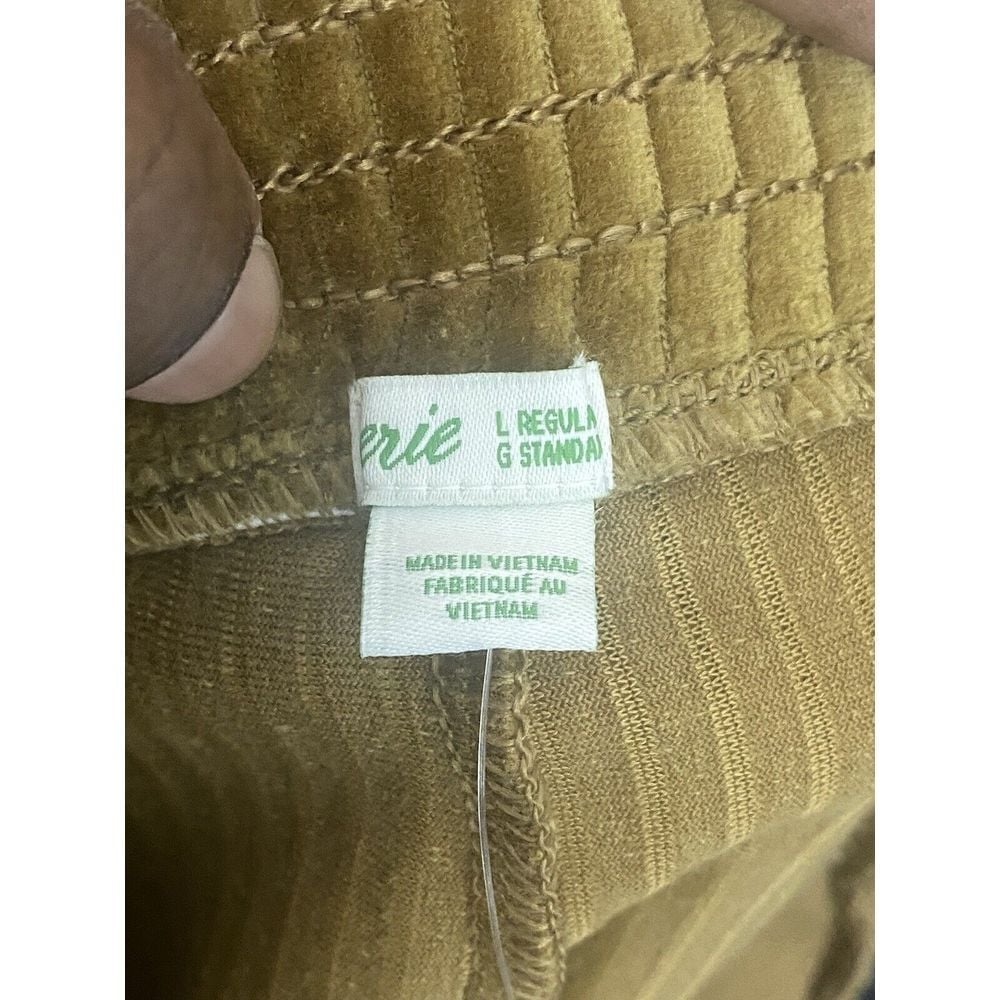 erie
L REGULA
G STANDA
MADE IN VIETNAM
FABRIQUÉ AU
VIETNAM